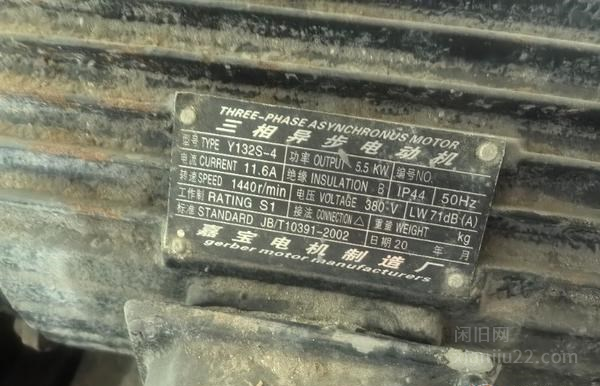 THREE-PHASE ASYNCHRONUS MOTOR
三相异步电动机
型号 TYPE Y132S-4 功率 OUTPUT 5.5 KW 编号NO.
电流 CURRENT 11.6A 绝缘 INSULATION B IP44 50Hz
转速 SPEED 1440r/min 电压 VOLTAGE 380 V LW 71dB(A)
工作制 RATING S1 接法 CONNECTION △ 重量 WEIGHT kg
标准 STANDARD JB/T10391-2002 日期 20 年 月
嘉宝电机制造厂
gerber motor manufacturers
闲旧网